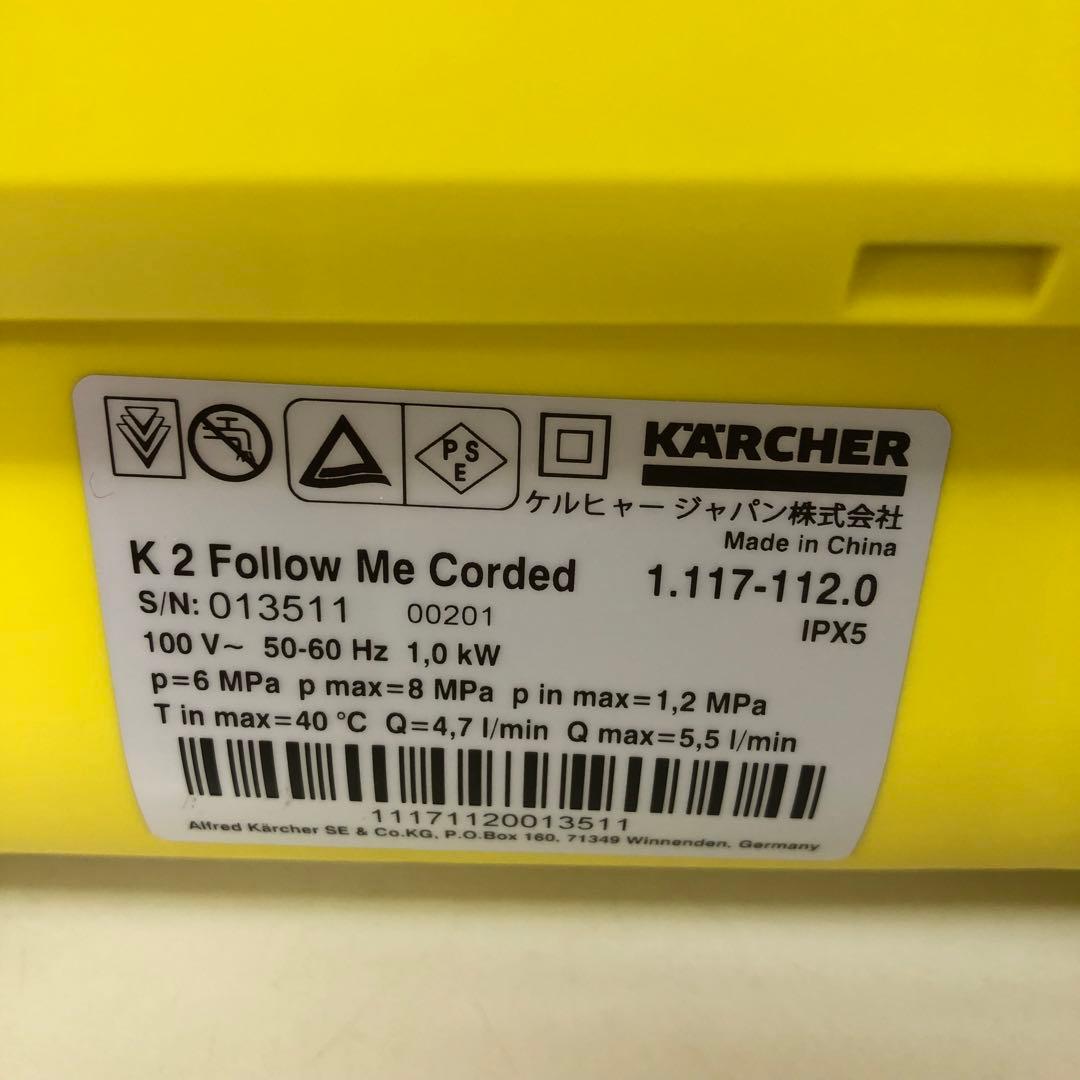 P S
E
KÄRCHER
ケルヒャー ジャパン株式会社
Made in China
K 2 Follow Me Corded 1.117-112.0
S/N: 013511 00201 IPX5
100 V~ 50-60 Hz 1,0 kW
p=6 MPa p max=8 MPa p in max=1,2 MPa
T in max=40 °C Q=4,7 l/min Q max=5,5 l/min
11171120013511
Alfred Kärcher SE & Co.KG, P.O.Box 160, 71349 Winnenden, Germany